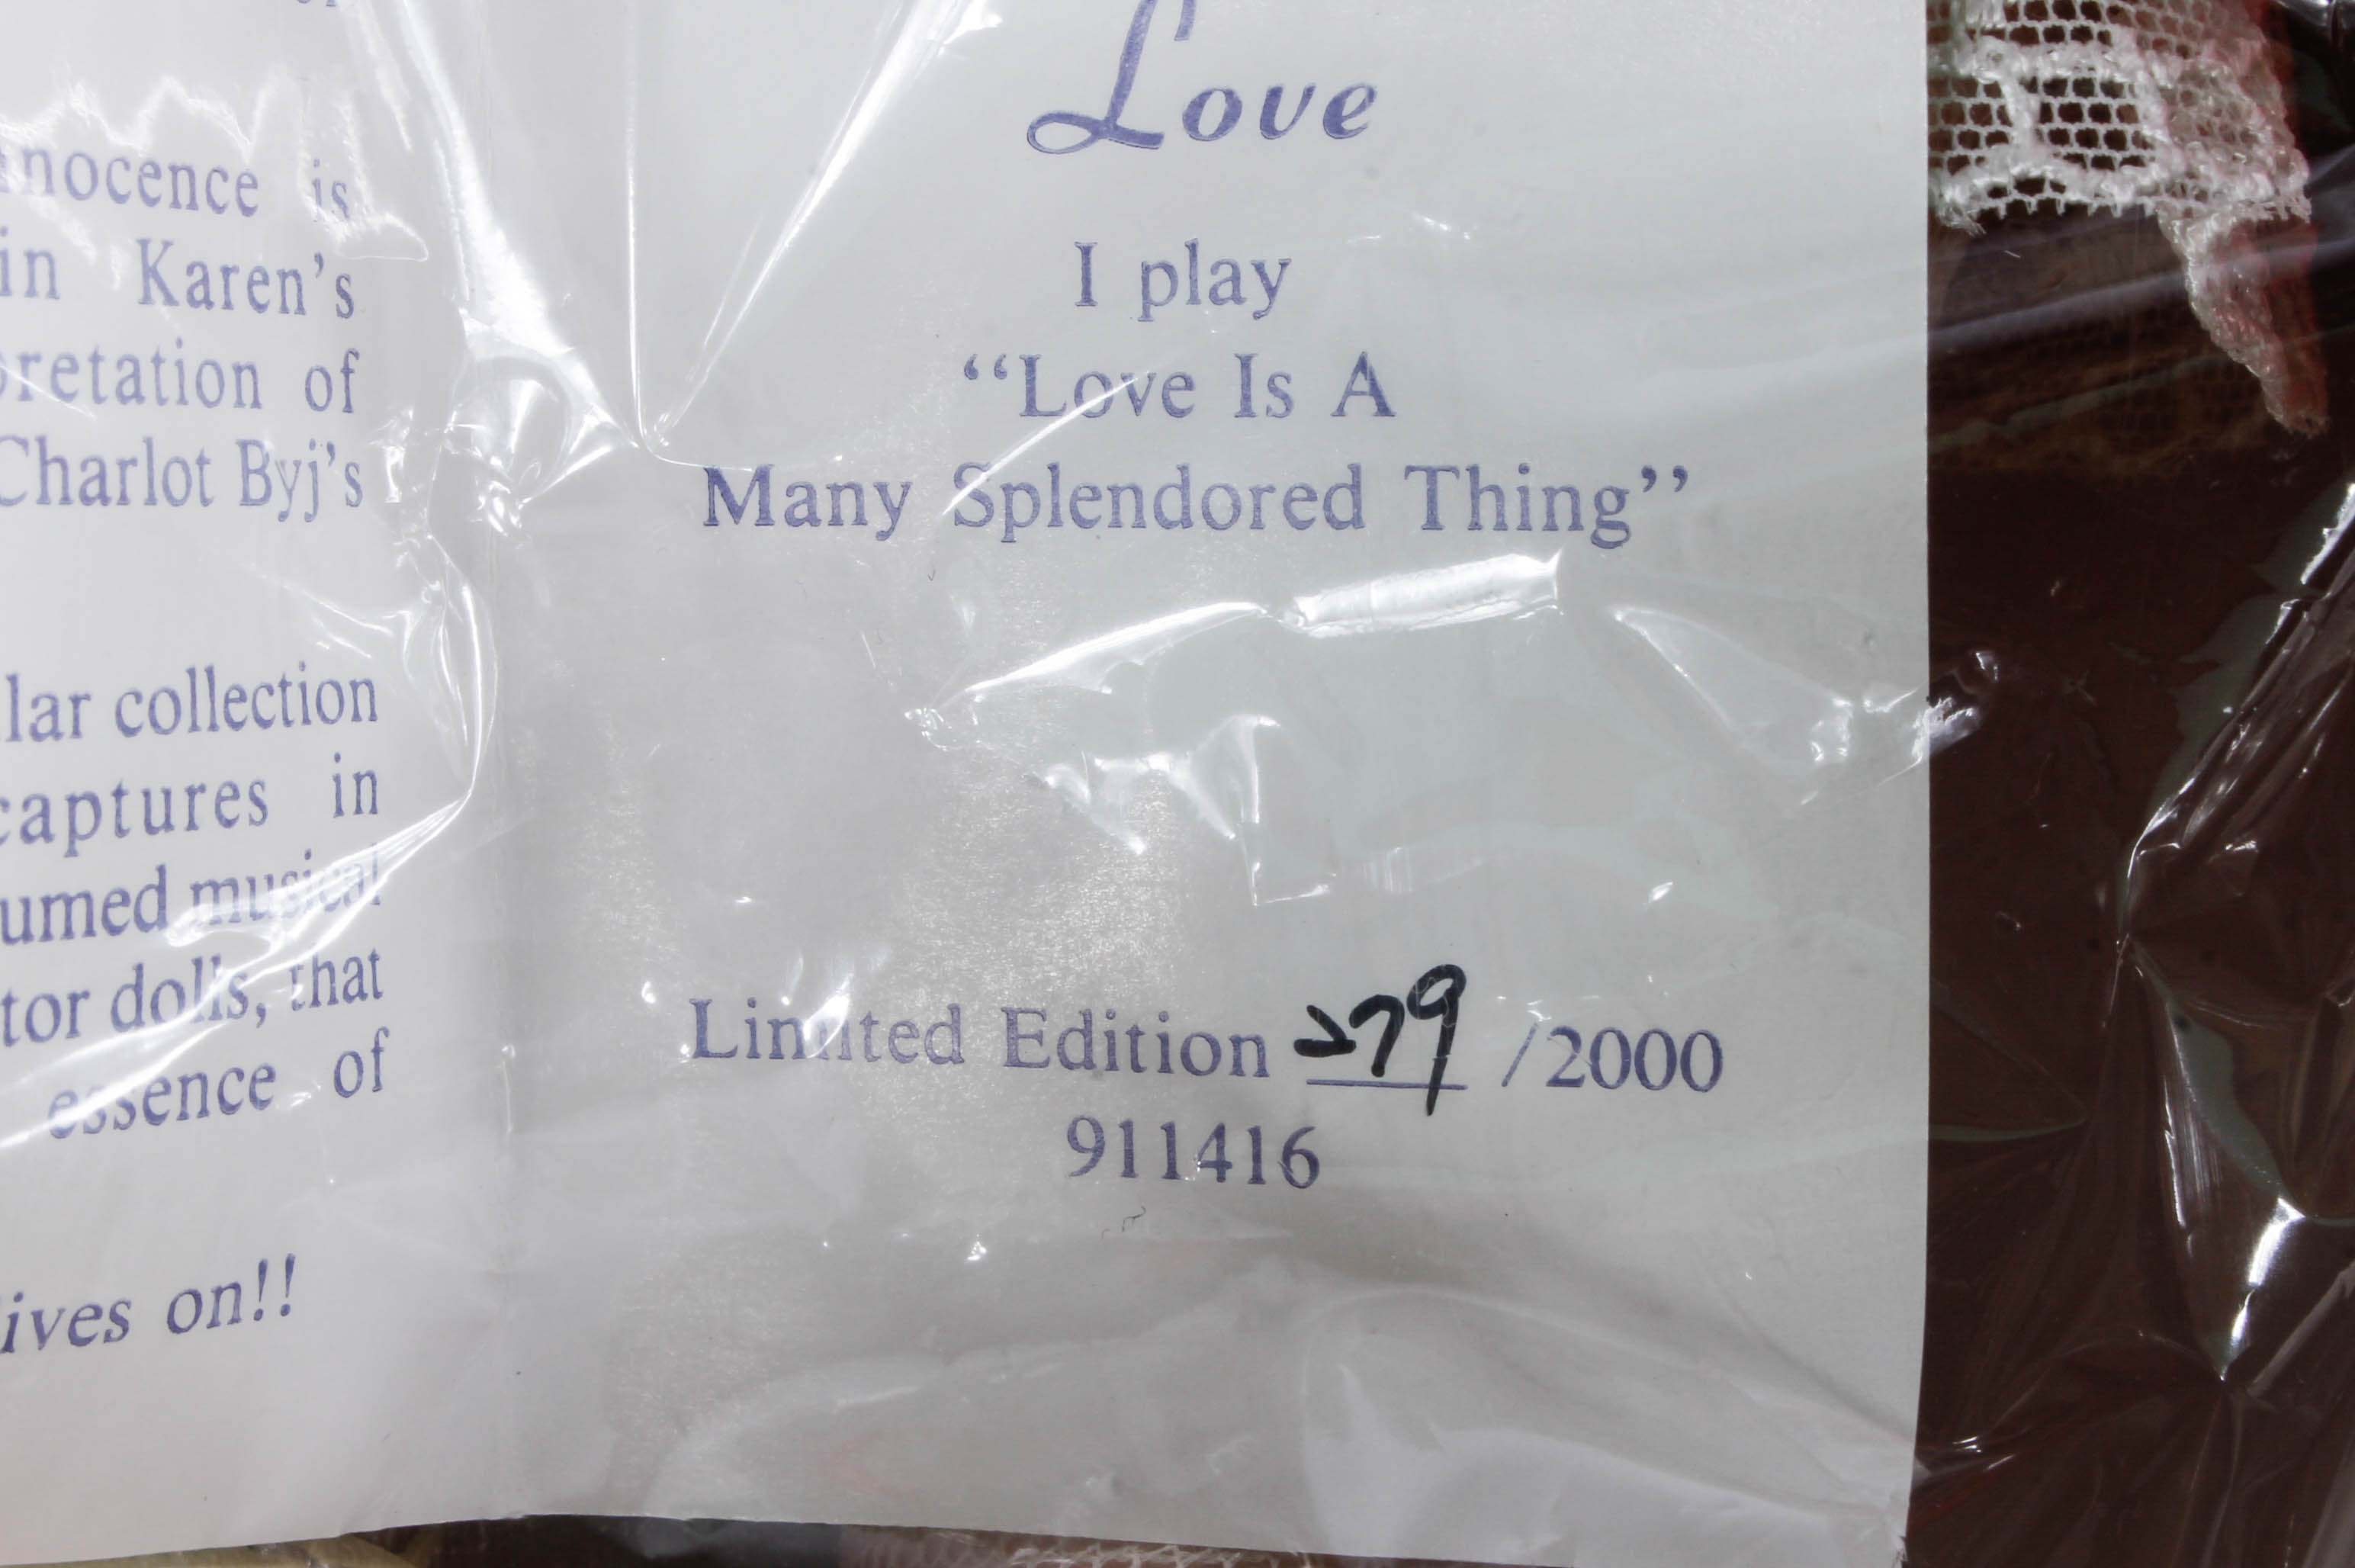 nocence is
in Karen's
retation of
Charlot Byj's
lar collection
captures in
umed musical
tor dolls, that
essence of
ives on!!
Love
I play
“Love Is A
Many Splendored Thing”
Limited Edition 279 /2000
911416